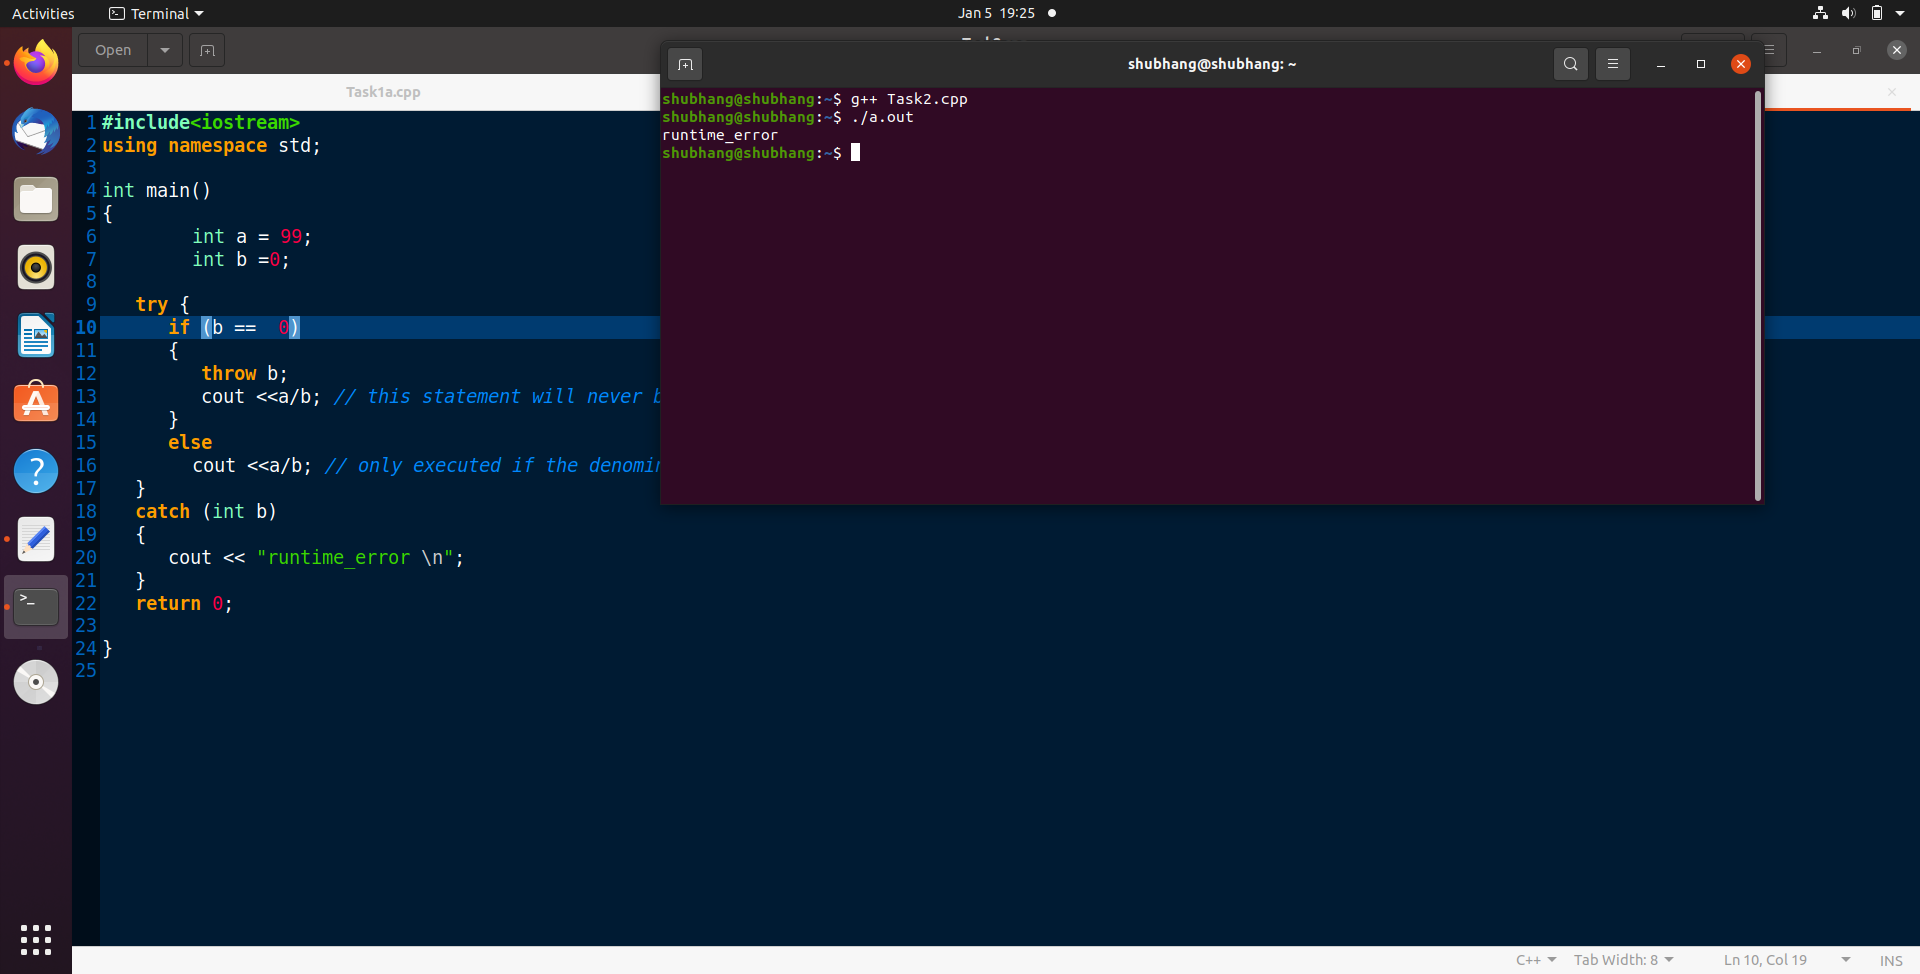 Activities
Terminal
Jan 5 19:25
Open
shubhang@shubhang: ~
Task1a.cpp
1 #include<iostream>
2 using namespace std;
3
4 int main()
5 {
6 int a = 99;
7 int b =0;
8
9 try {
10 if (b == 0)
11 {
12 throw b;
13 cout <<a/b; // this statement will never
14 }
15 else
16 cout <<a/b; // only executed if the
17 }
18 catch (int b)
19 {
20 cout << "runtime_error \n";
21 }
22 return 0;
23
24 }
25
shubhang@shubhang:~$ g++ Task2.cpp
shubhang@shubhang:~$ ./a.out
runtime_error
shubhang@shubhang:~$
C++
Tab Width: 8
Ln 10, Col 19
INS